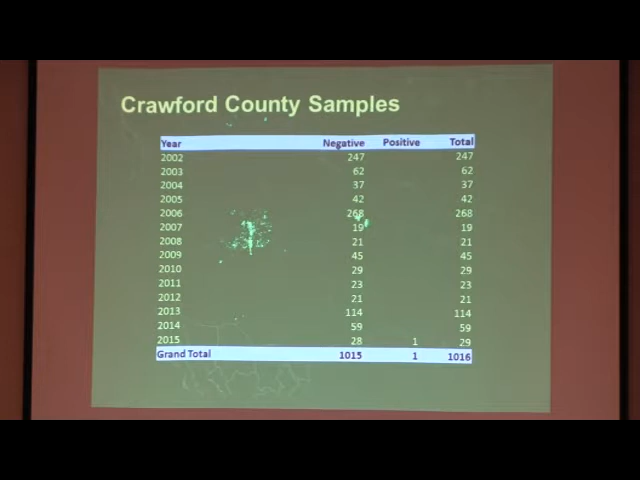 Crawford County Samples
Year Negative Positive Total
2002 247 247
2003 62 62
2004 37 37
2005 42 42
2006 268 268
2007 19 19
2008 21 21
2009 45 45
2010 29 29
2011 23 23
2012 21 21
2013 114 114
2014 59 59
2015 28 1 29
Grand Total 1015 1 1016